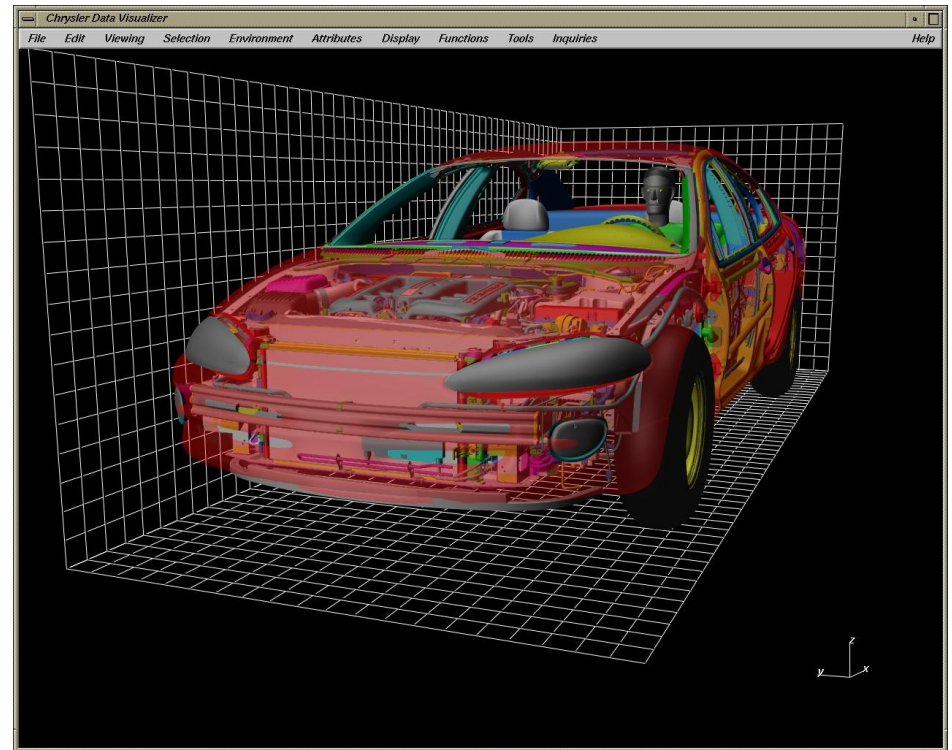 Chrysler Data Visualizer
File Edit Viewing Selection Environment Attributes Display Functions Tools Inquiries Help
z
y x